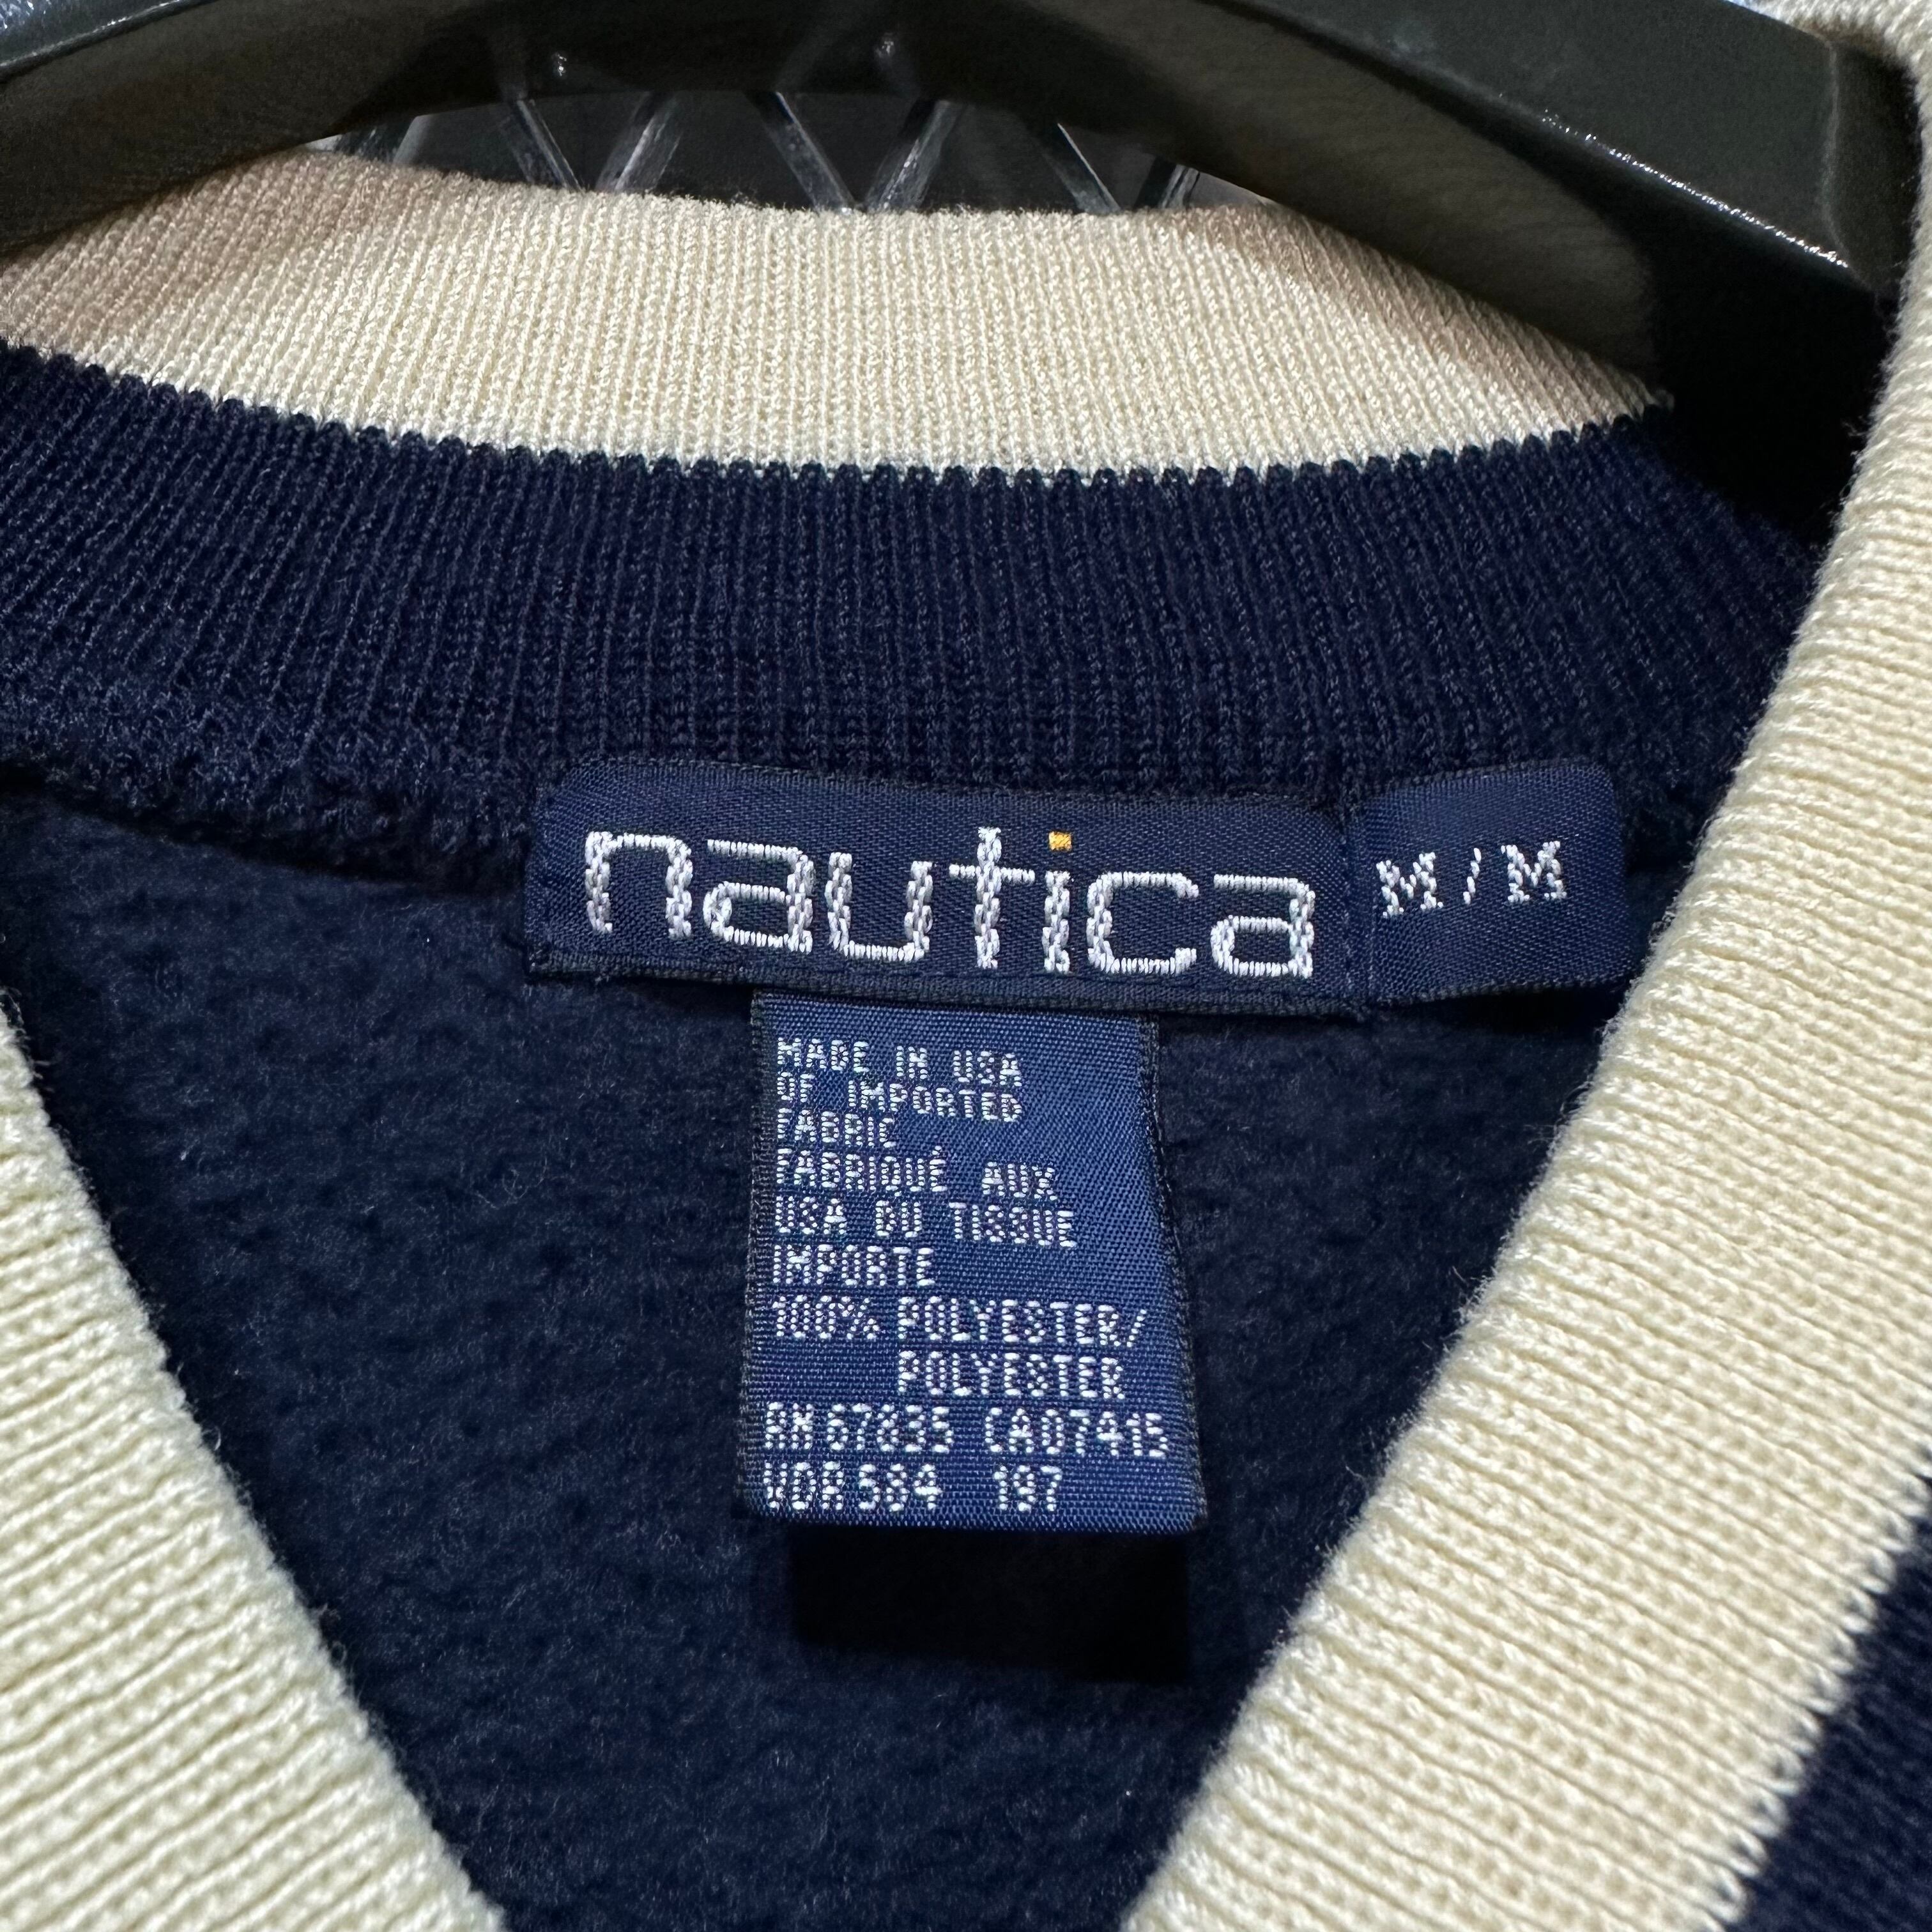 nautica M/M
MADE IN USA
OF IMPORTED
FABRIC
FABRIQUÉ AUX
USA DU TISSUE
IMPORTE
100% POLYESTER/
POLYESTER
RN 67835 CA07415
VDR 584 197